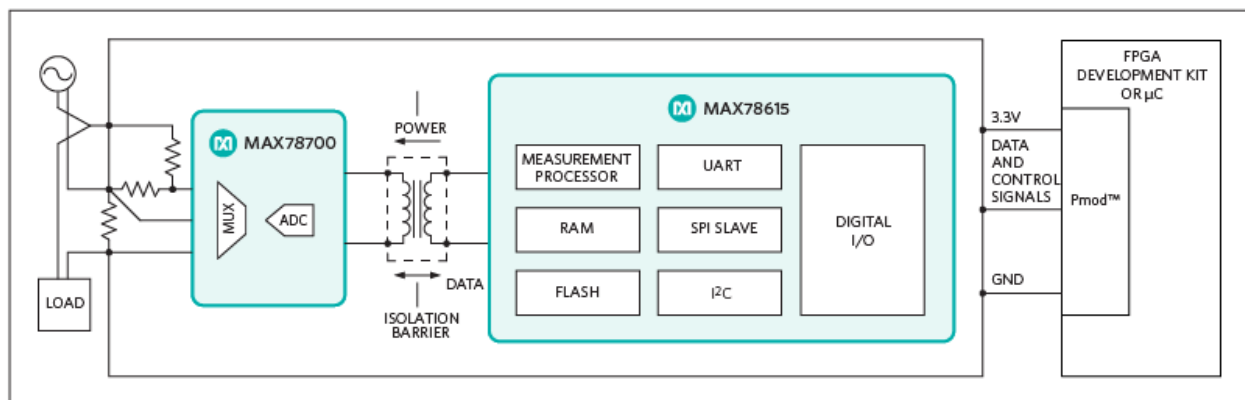 MAX78700
MUX
ADC
LOAD
POWER
DATA
ISOLATION
BARRIER
MAX78615
MEASUREMENT
PROCESSOR
UART
RAM
SPI SLAVE
FLASH
I²C
DIGITAL
I/O
3.3V
DATA
AND
CONTROL
SIGNALS
GND
FPGA
DEVELOPMENT KIT
OR µC
Pmod™